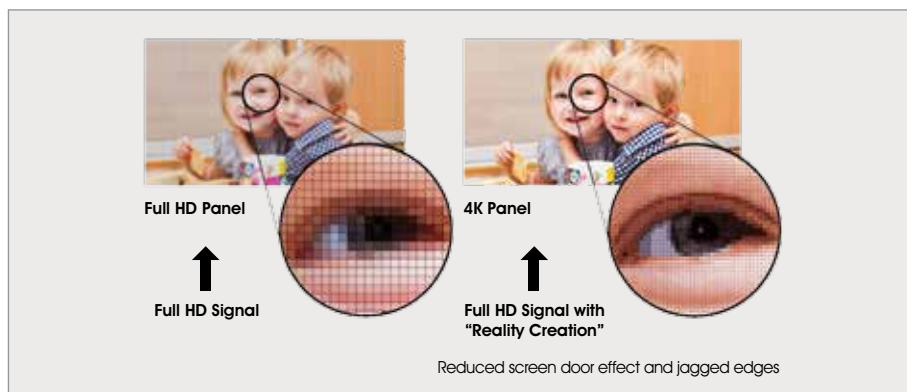 Full HD Panel
Full HD Signal
4K Panel
Full HD Signal with
“Reality Creation”
Reduced screen door effect and jagged edges